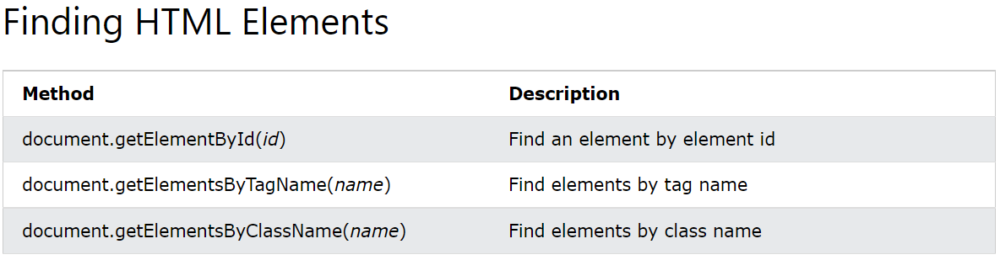 Finding HTML Elements
Method Description
document.getElementById(id) Find an element by element id
document.getElementsByTagName(name) Find elements by tag name
document.getElementsByClassName(name) Find elements by class name